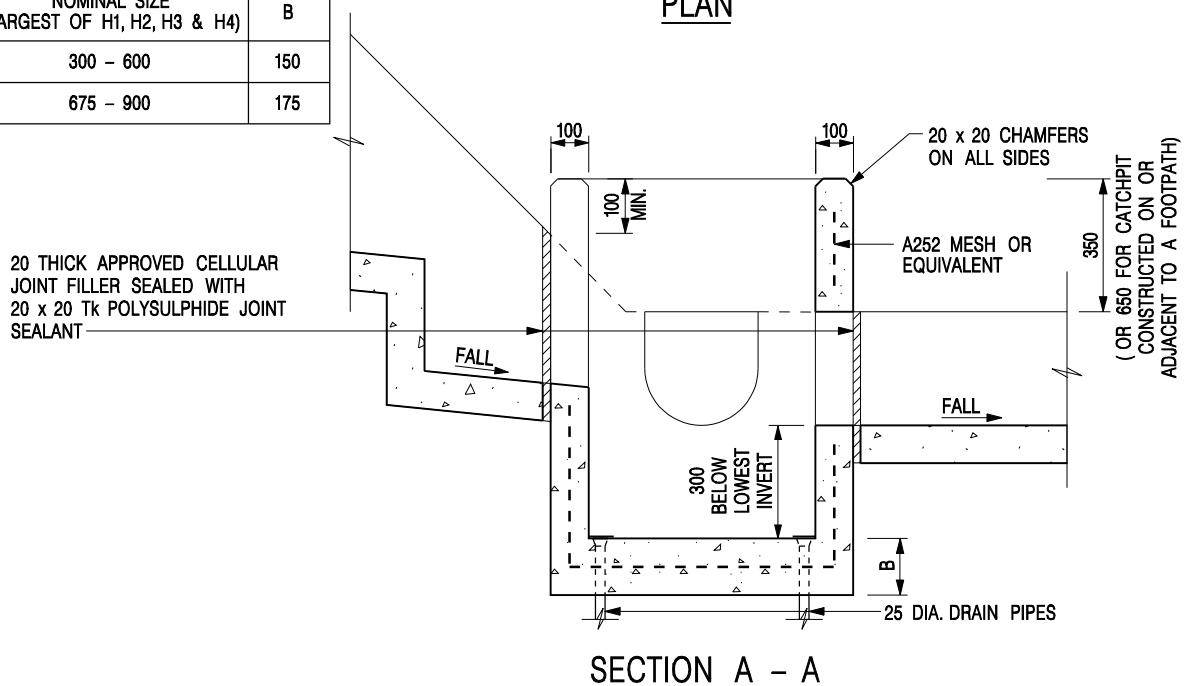 NOMINAL SIZE
ARGEST OF H1, H2, H3 & H4)
B
300 – 600
150
675 – 900
175
PLAN
100
100
20 x 20 CHAMFERS
ON ALL SIDES
100
MIN.
A252 MESH OR
EQUIVALENT
350
( OR 650 FOR CATCHPIT
CONSTRUCTED ON OR
ADJACENT TO A FOOTPATH)
20 THICK APPROVED CELLULAR
JOINT FILLER SEALED WITH
20 x 20 Tk POLYSULPHIDE JOINT
SEALANT
FALL
FALL
300
BELOW
LOWEST
INVERT
B
25 DIA. DRAIN PIPES
SECTION A – A